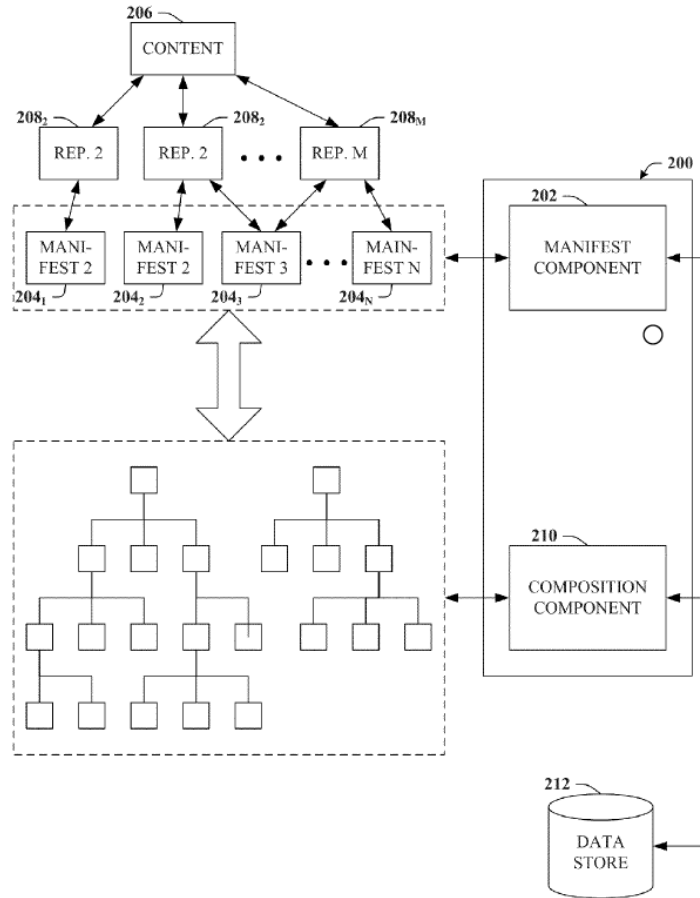 206
CONTENT
208₂
208₂
208M
REP. 2
REP. 2
REP. M
200
202
MANI-
FEST 2
MANI-
FEST 2
MANI-
FEST 3
MAIN-
FEST N
MANIFEST
COMPONENT
204₁
204₂
204₃
204N
210
COMPOSITION
COMPONENT
212
DATA
STORE